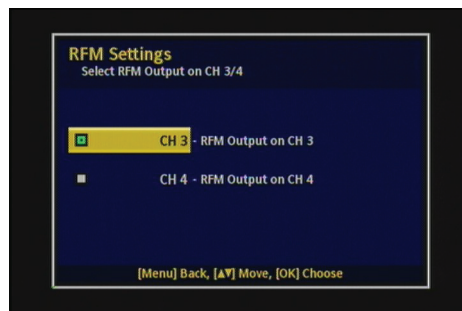 RFM Settings
Select RFM Output on CH 3/4
CH 3 - RFM Output on CH 3
CH 4 - RFM Output on CH 4
[Menu] Back, [▲▼] Move, [OK] Choose